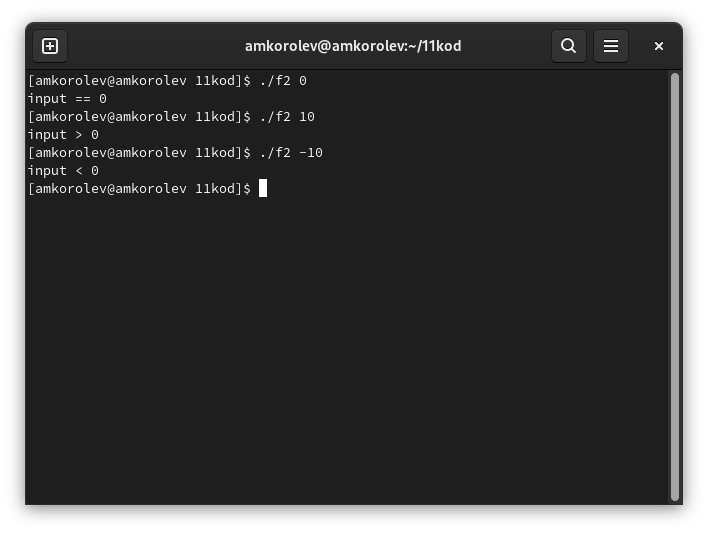 amkorolev@amkorolev:~/11kod
[amkorolev@amkorolev 11kod]$ ./f2 0
input == 0
[amkorolev@amkorolev 11kod]$ ./f2 10
input > 0
[amkorolev@amkorolev 11kod]$ ./f2 -10
input < 0
[amkorolev@amkorolev 11kod]$